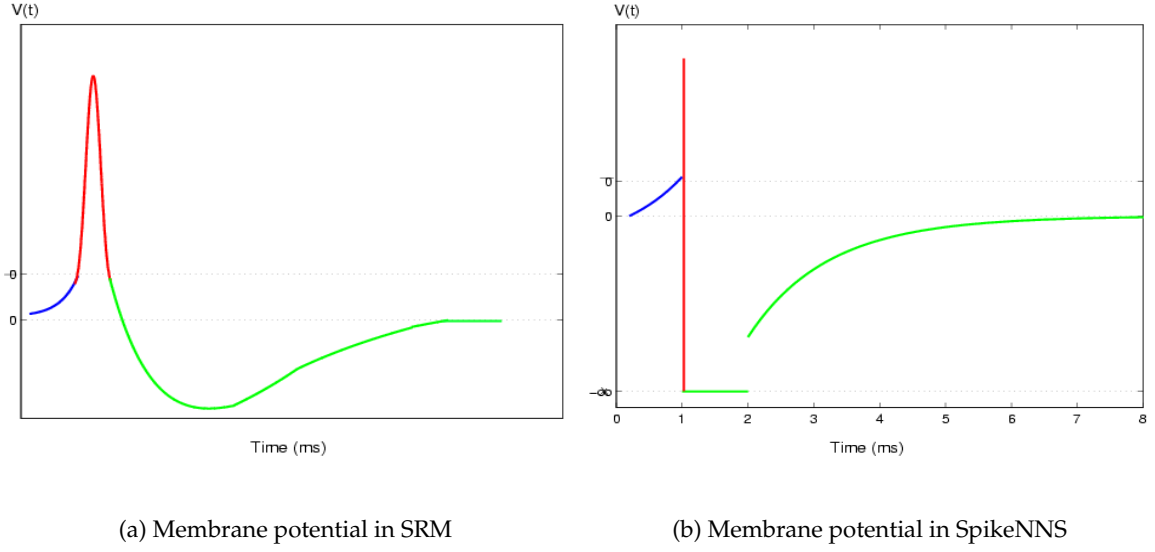 V(t)
0
0
Time (ms)
(a) Membrane potential in SRM
V(t)
0
0
−∞
0 1 2 3 4 5 6 7 8
Time (ms)
(b) Membrane potential in SpikeNNS